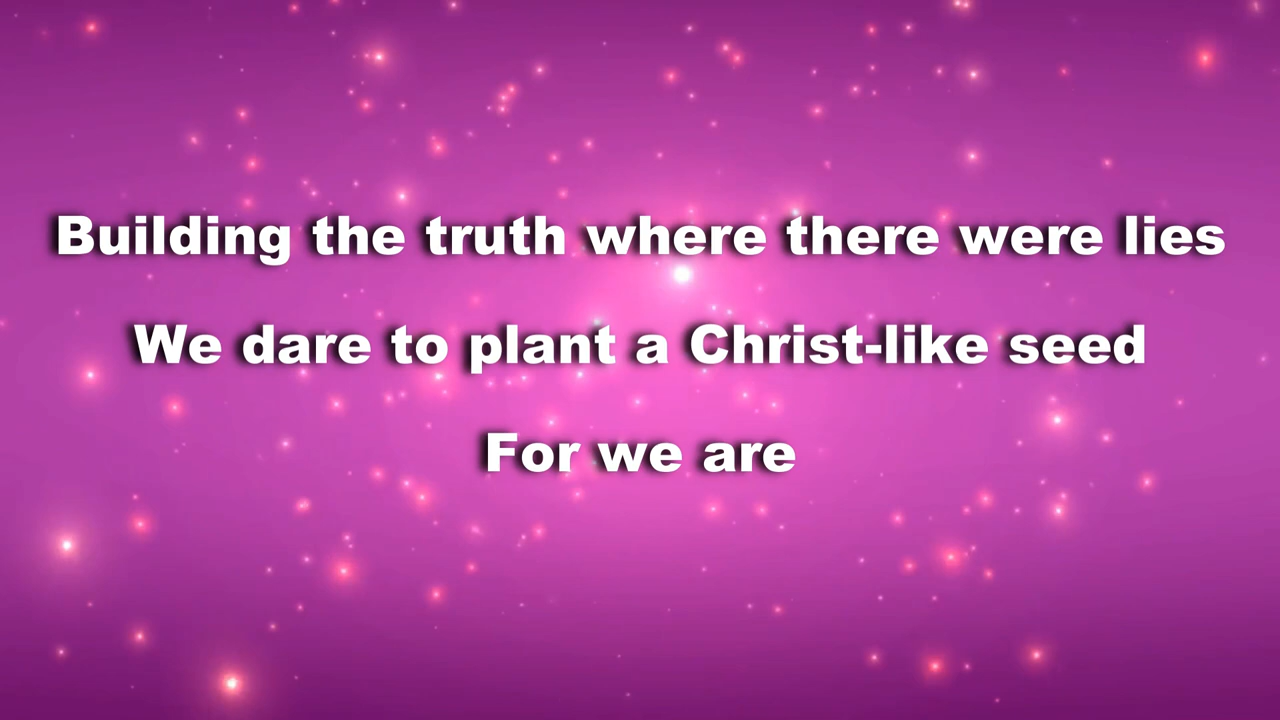 Building the truth where there were lies
We dare to plant a Christ-like seed
For we are